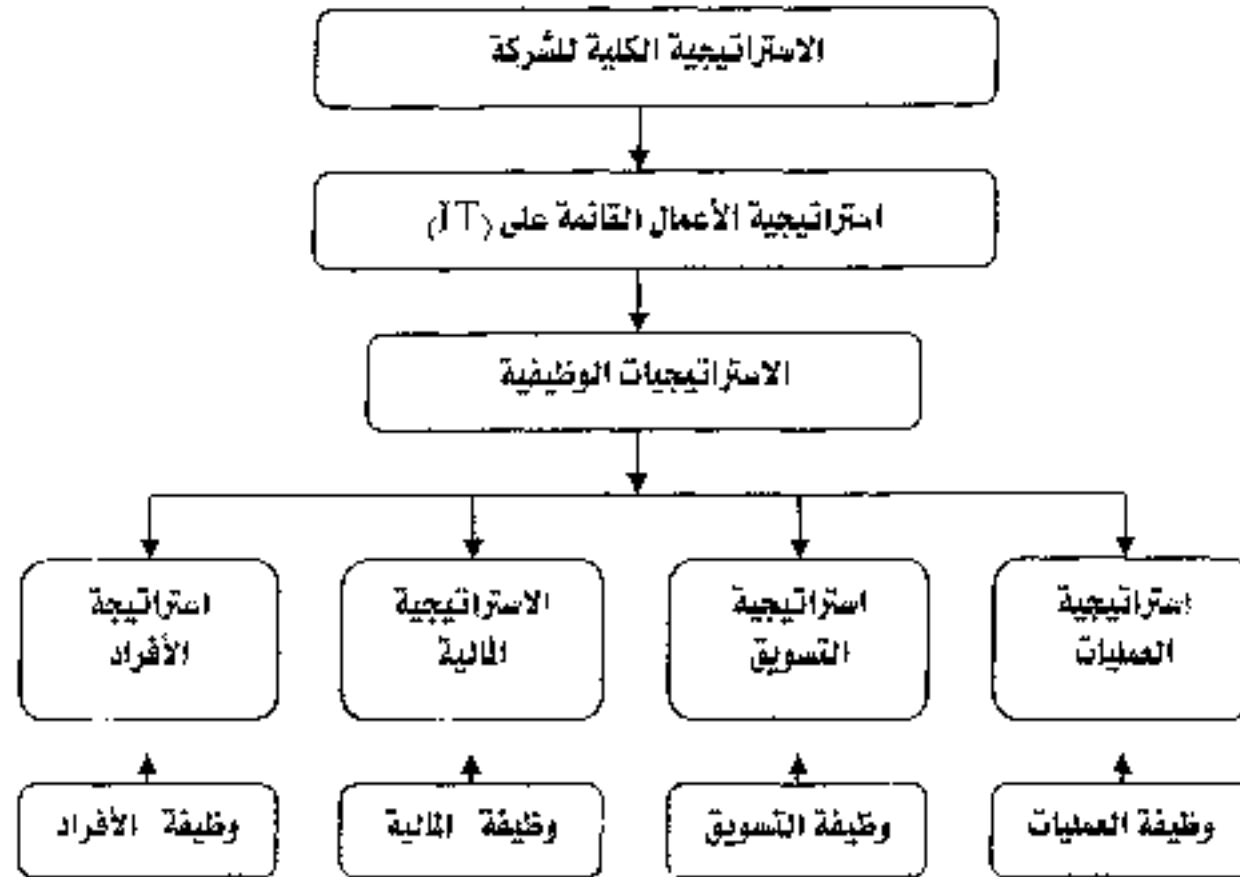 الاستراتيجية الكلية للشركة
استراتيجية الأعمال القائمة على (IT)
الاستراتيجيات الوظيفية
استراتيجية
العمليات
استراتيجية
التسويق
الاستراتيجية
المالية
استراتيجة
الأفراد
وظيفة العمليات
وظيفة التسويق
وظيفة المالية
وظيفة الأفراد